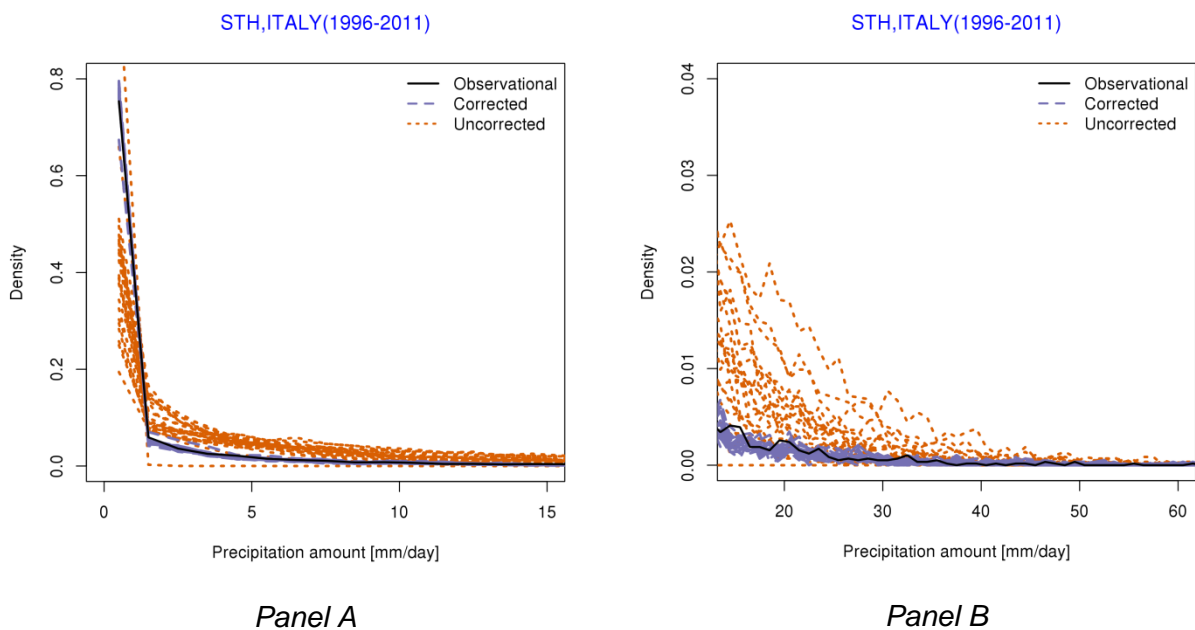 STH,ITALY(1996-2011)
Density
0.8
0.6
0.4
0.2
0.0
Observational
Corrected
Uncorrected
0
5
10
15
Precipitation amount [mm/day]
Panel A
STH,ITALY(1996-2011)
Density
0.04
0.03
0.02
0.01
0.00
Observational
Corrected
Uncorrected
20
30
40
50
60
Precipitation amount [mm/day]
Panel B